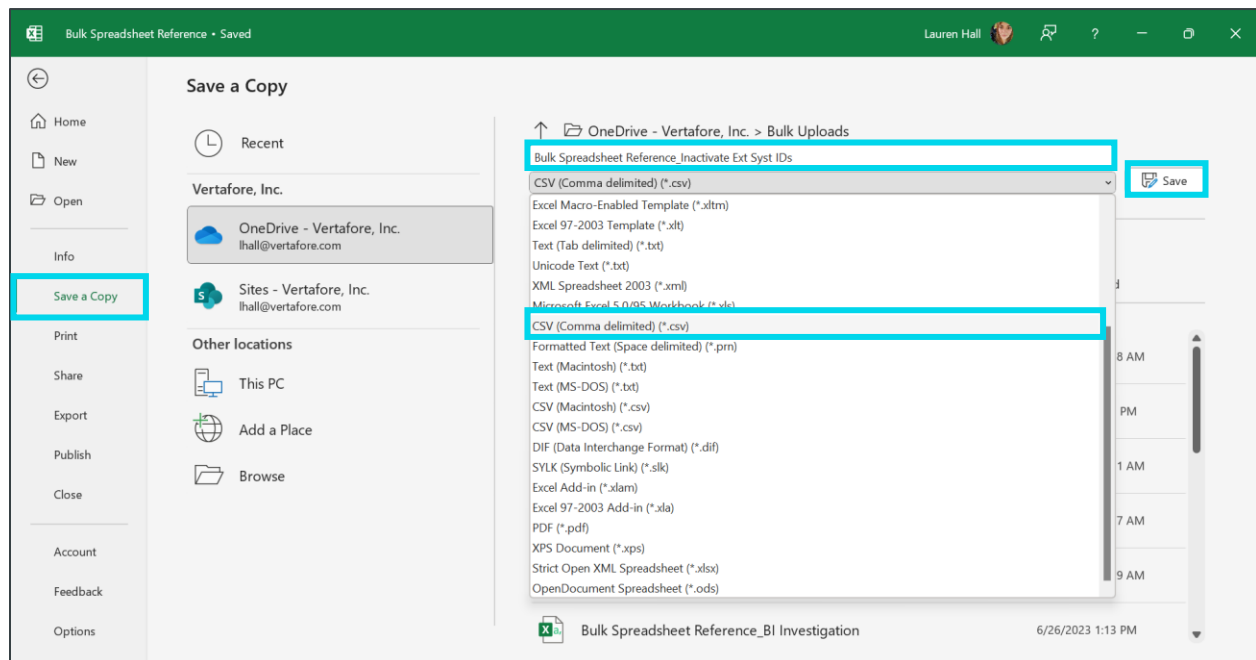 Bulk Spreadsheet Reference • Saved
Lauren Hall
?
Save a Copy
Home
New
Open
Info
Save a Copy
Print
Share
Export
Publish
Close
Account
Feedback
Options
Recent
Vertafore, Inc.
OneDrive - Vertafore, Inc.
lhall@vertafore.com
Sites - Vertafore, Inc.
lhall@vertafore.com
Other locations
This PC
Add a Place
Browse
OneDrive - Vertafore, Inc. > Bulk Uploads
Bulk Spreadsheet Reference_Inactivate Ext Syst IDs
CSV (Comma delimited) (*.csv)
Save
Excel Macro-Enabled Template (*.xltm)
Excel 97-2003 Template (*.xlt)
Text (Tab delimited) (*.txt)
Unicode Text (*.txt)
XML Spreadsheet 2003 (*.xml)
Microsoft Excel 5.0/95 Workbook (*.xls)
CSV (Comma delimited) (*.csv)
Formatted Text (Space delimited) (*.prn)
Text (Macintosh) (*.txt)
Text (MS-DOS) (*.txt)
CSV (Macintosh) (*.csv)
CSV (MS-DOS) (*.csv)
DIF (Data Interchange Format) (*.dif)
SYLK (Symbolic Link) (*.slk)
Excel Add-in (*.xlam)
Excel 97-2003 Add-in (*.xla)
PDF (*.pdf)
XPS Document (*.xps)
Strict Open XML Spreadsheet (*.xlsx)
OpenDocument Spreadsheet (*.ods)
8 AM
PM
1 AM
7 AM
9 AM
Bulk Spreadsheet Reference_BI Investigation
6/26/2023 1:13 PM